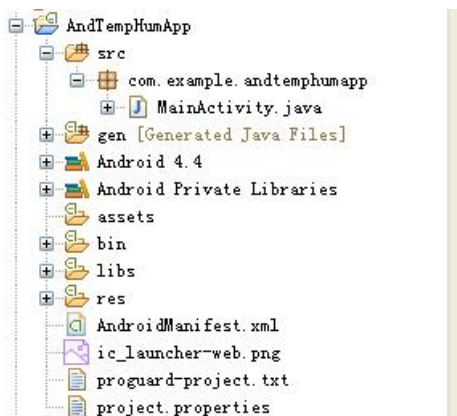 AndTempHumApp
src
com.example.andtemphumapp
MainActivity.java
gen [Generated Java Files]
Android 4.4
Android Private Libraries
assets
bin
libs
res
AndroidManifest.xml
ic_launcher-web.png
proguard-project.txt
project.properties